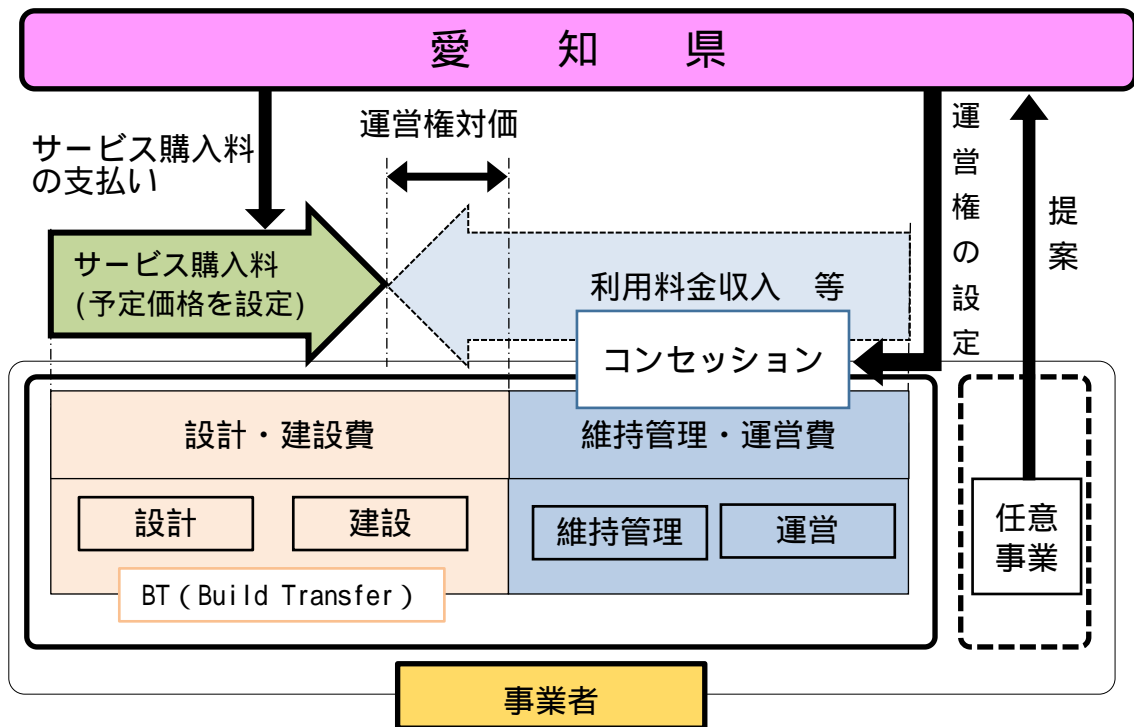 愛　知　県
運営権対価
サービス購入料
の支払い
運営権の設定
提案
サービス購入料
(予定価格を設定)
利用料金収入　等
コンセッション
設計・建設費
維持管理・運営費
設計
建設
維持管理
運営
任意
事業
BT(Build Transfer)
事業者